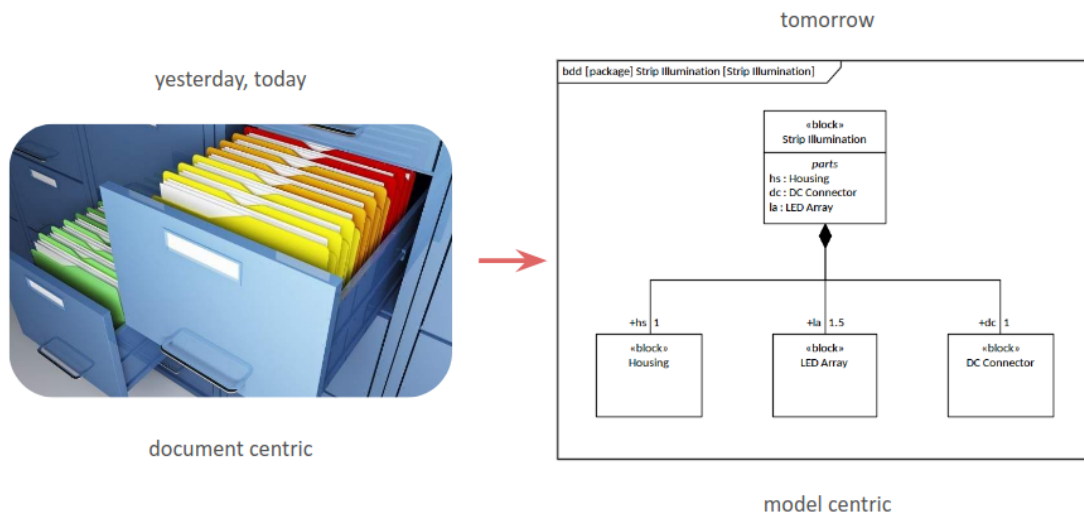 yesterday, today
document centric
tomorrow
bdd [package] Strip Illumination [Strip Illumination]
«block»
Strip Illumination
parts
hs : Housing
dc : DC Connector
la : LED Array
+hs 1
+la 1.5
+dc 1
«block»
Housing
«block»
LED Array
«block»
DC Connector
model centric